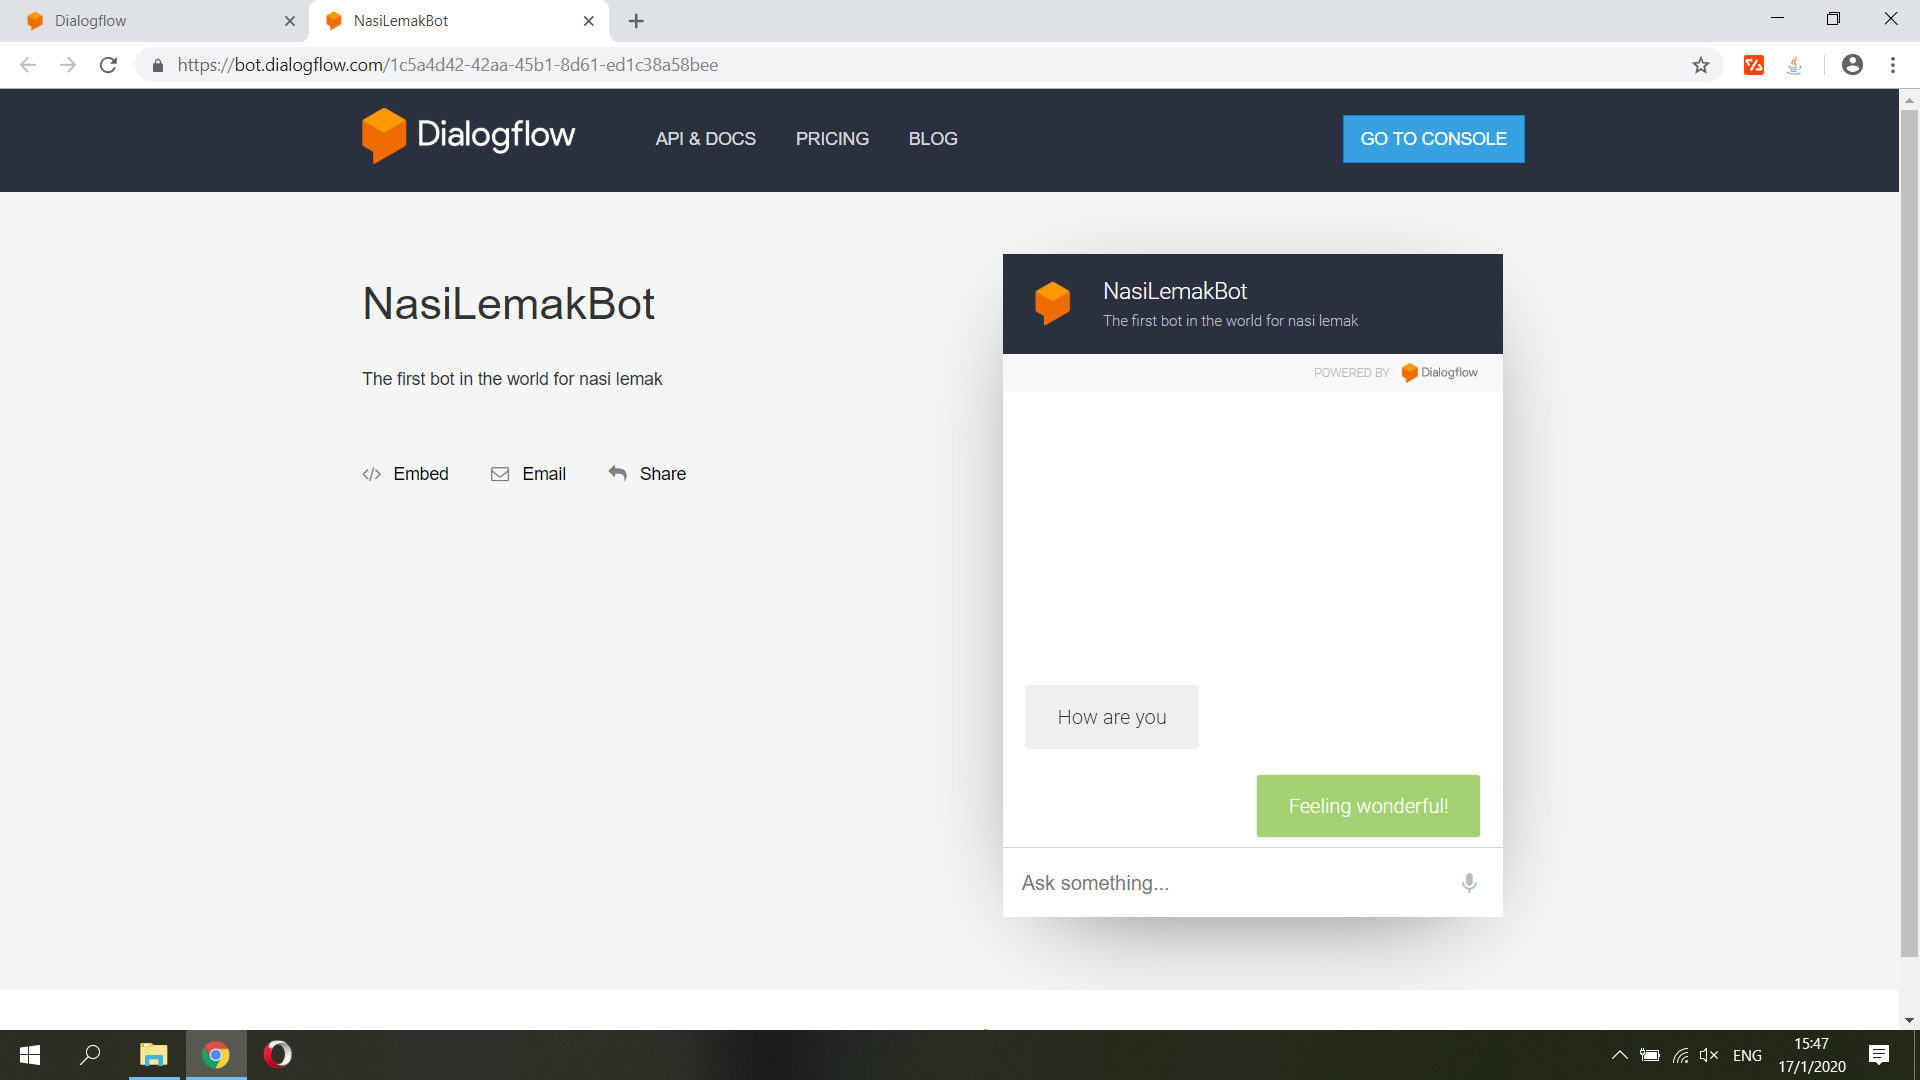 Dialogflow
NasiLemakBot
https://bot.dialogflow.com/1c5a4d42-42aa-45b1-8d61-ed1c38a58bee
Dialogflow
API & DOCS
PRICING
BLOG
GO TO CONSOLE
NasiLemakBot
The first bot in the world for nasi lemak
</> Embed
Email
Share
NasiLemakBot
The first bot in the world for nasi lemak
POWERED BY Dialogflow
How are you
Feeling wonderful!
Ask something...
ENG
15:47
17/1/2020